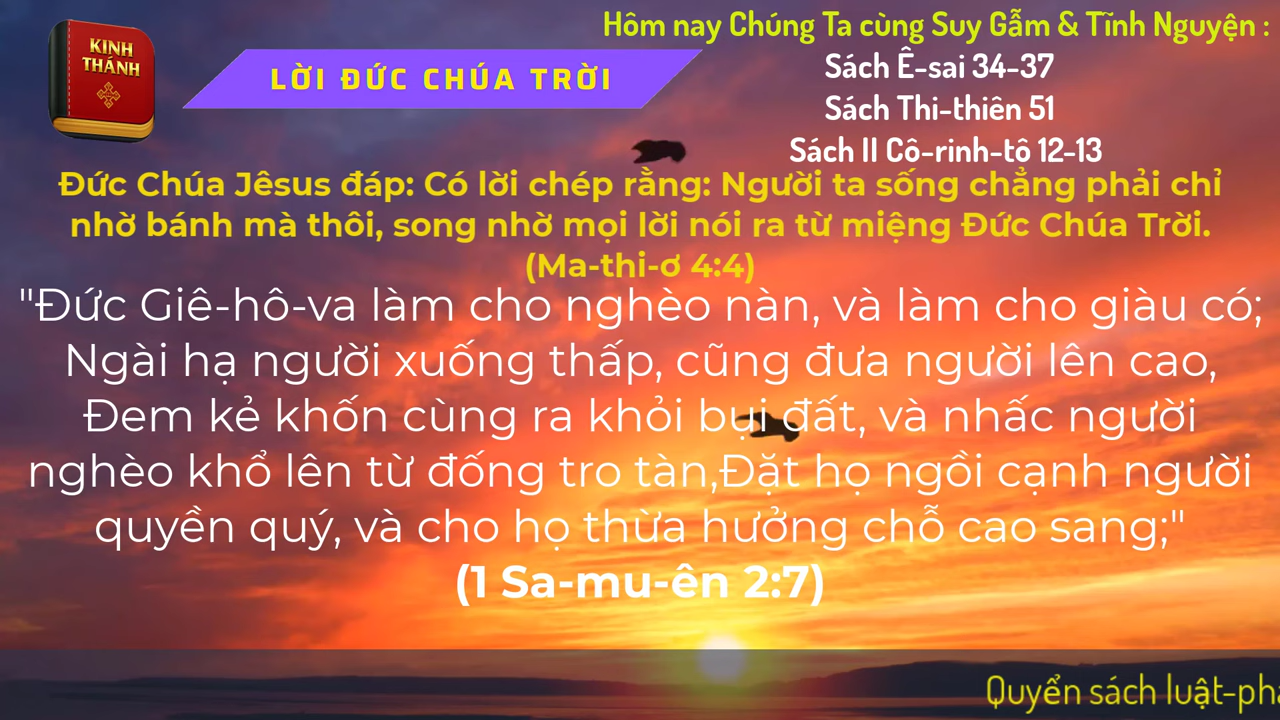 KINH
THÁNH
LỜI ĐỨC CHÚA TRỜI
Hôm nay Chúng Ta cùng Suy Gẫm & Tĩnh Nguyện :
Sách Ê-sai 34-37
Sách Thi-thiên 51
Sách II Cô-rinh-tô 12-13
Đức Chúa Jêsus đáp: Có lời chép rằng: Người ta sống chẳng phải chỉ
nhờ bánh mà thôi, song nhờ mọi lời nói ra từ miệng Đức Chúa Trời.
(Ma-thi-ơ 4:4)
"Đức Giê-hô-va làm cho nghèo nàn, và làm cho giàu có;
Ngài hạ người xuống thấp, cũng đưa người lên cao,
Đem kẻ khốn cùng ra khỏi bụi đất, và nhấc người
nghèo khổ lên từ đống tro tàn,Đặt họ ngồi cạnh người
quyền quý, và cho họ thừa hưởng chỗ cao sang;"
(1 Sa-mu-ên 2:7)
Quyển sách luật-phá